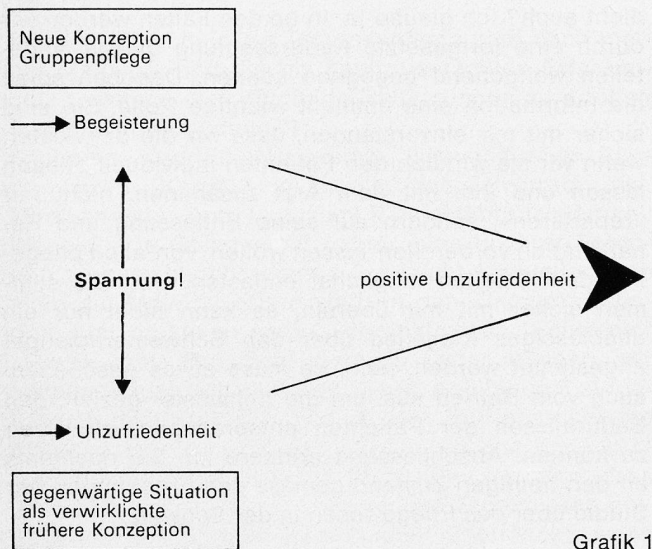 Neue Konzeption
Gruppenpflege
Begeisterung
Spannung!
positive Unzufriedenheit
Unzufriedenheit
gegenwärtige Situation
als verwirklichte
frühere Konzeption
Grafik 1